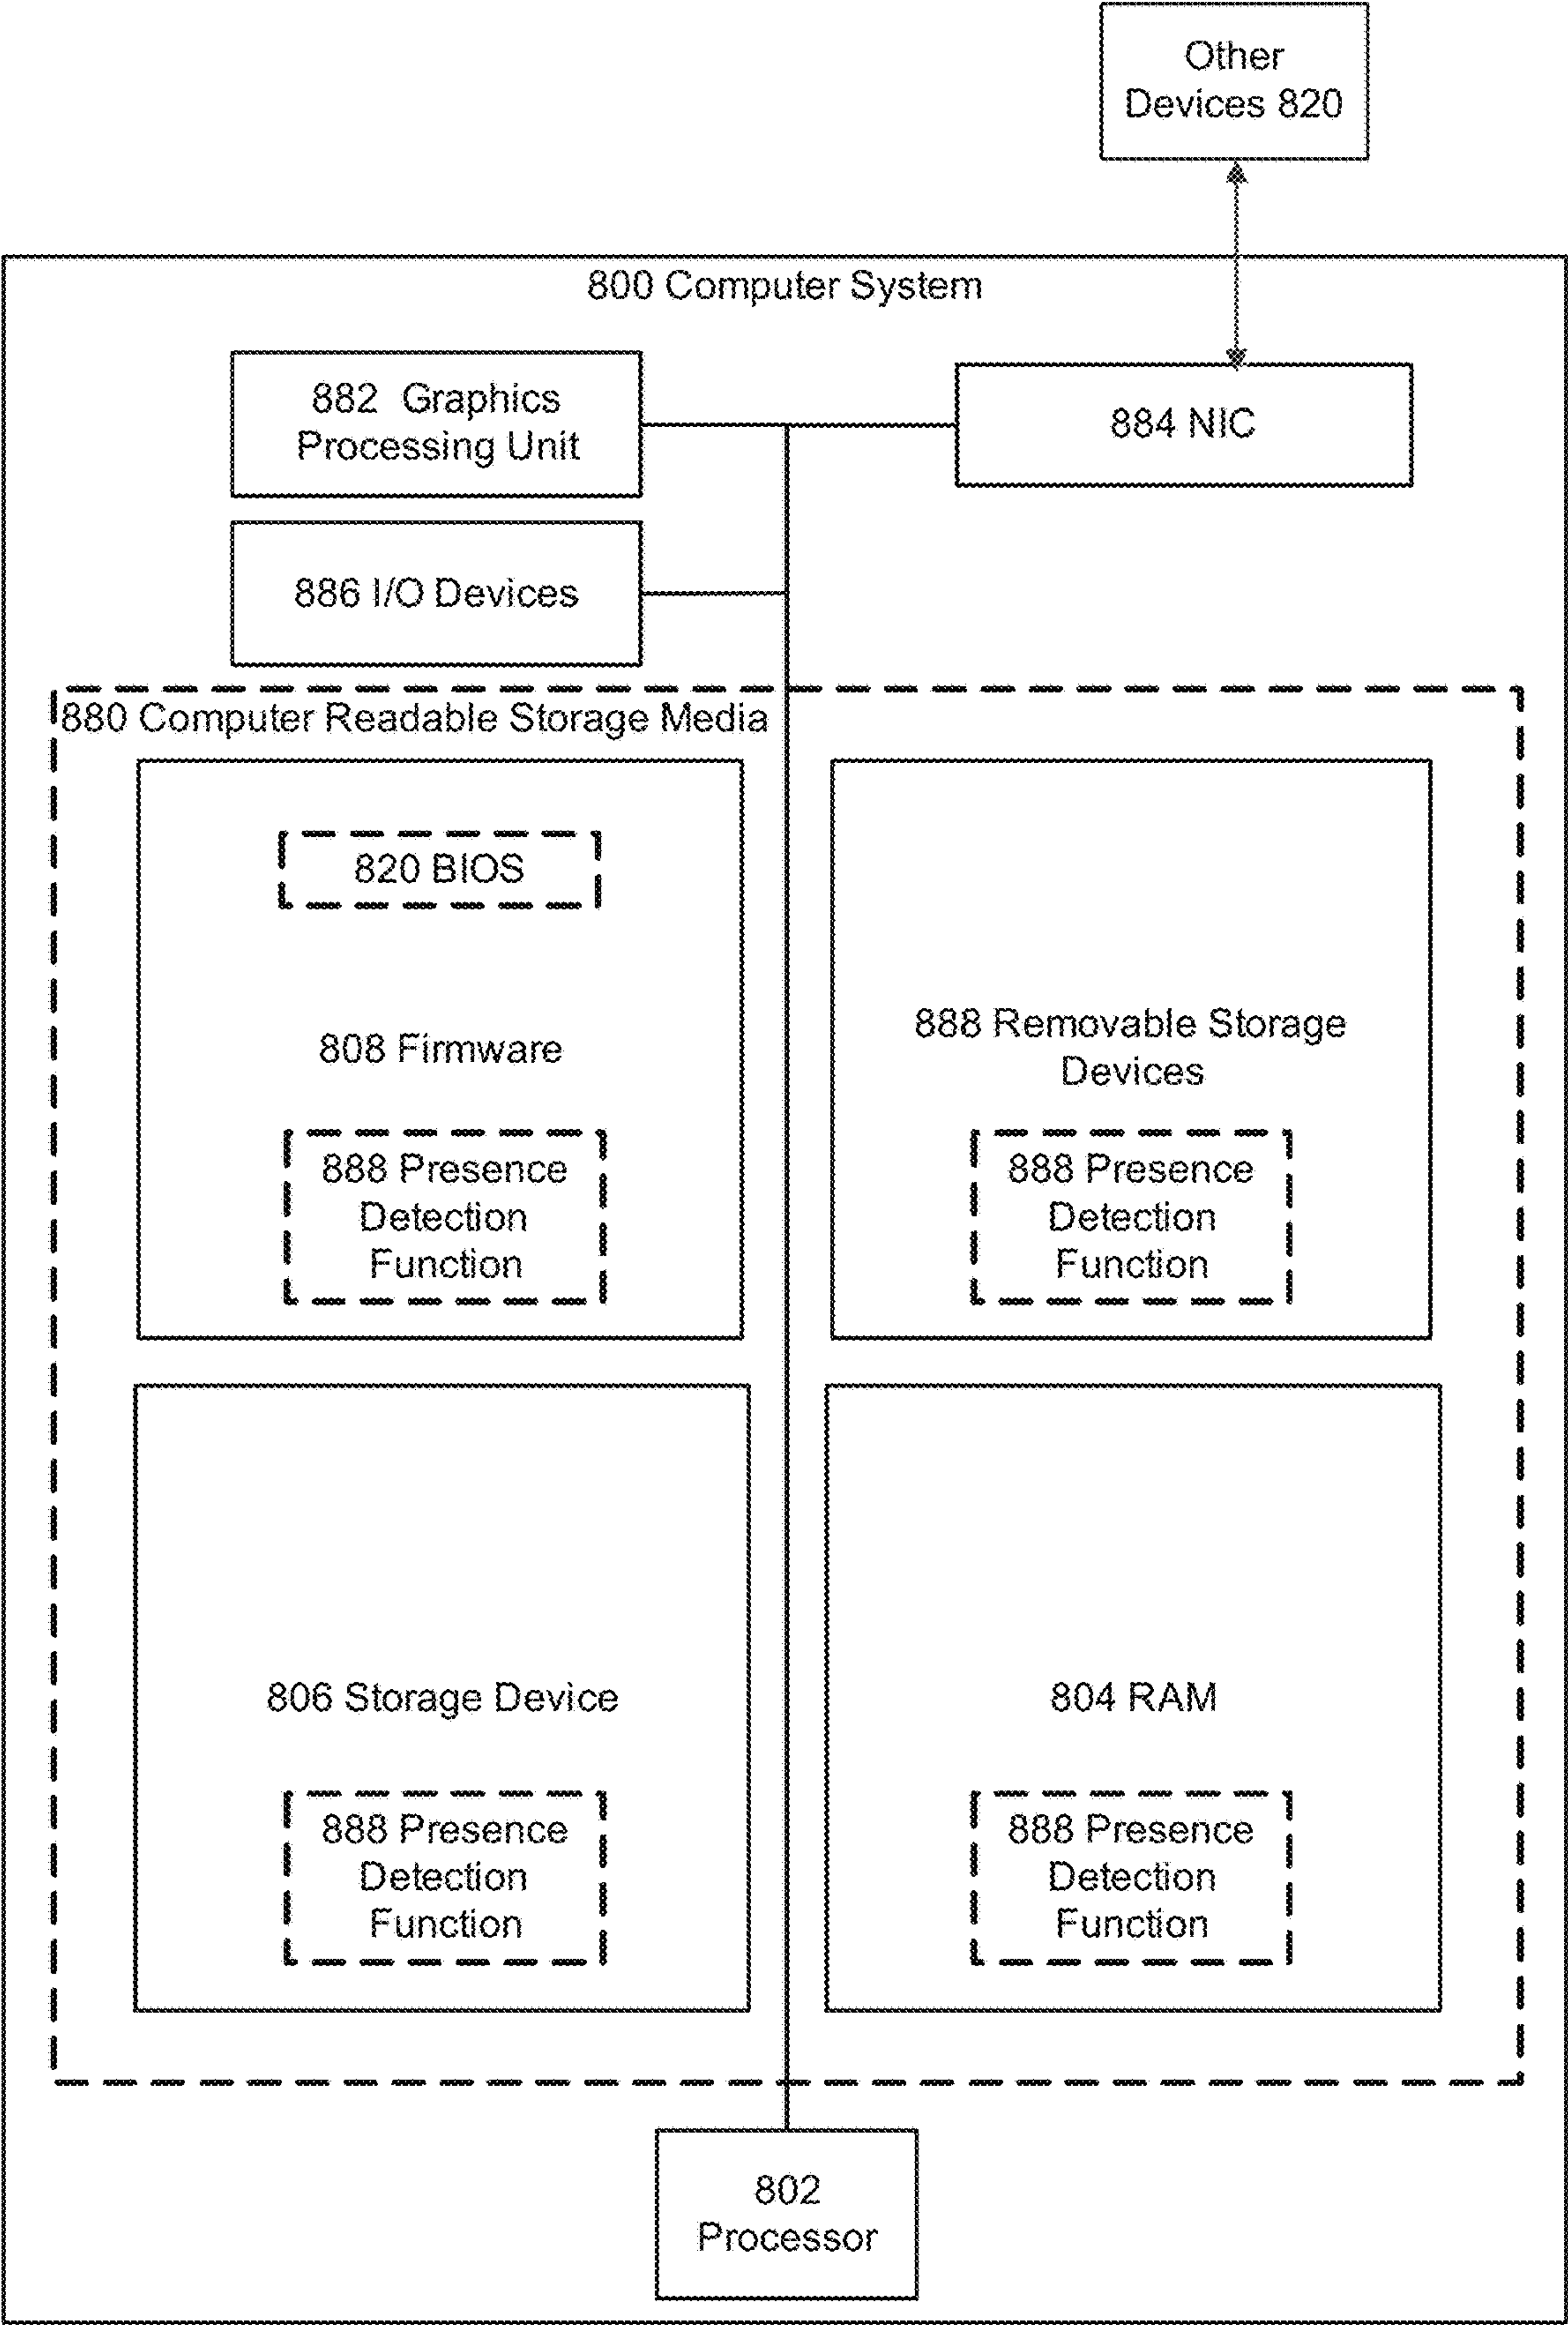 Other
Devices 820
800 Computer System
882 Graphics
Processing Unit
884 NIC
886 I/O Devices
880 Computer Readable Storage Media
820 BIOS
808 Firmware
888 Presence
Detection
Function
888 Removable Storage
Devices
888 Presence
Detection
Function
806 Storage Device
888 Presence
Detection
Function
804 RAM
888 Presence
Detection
Function
802
Processor